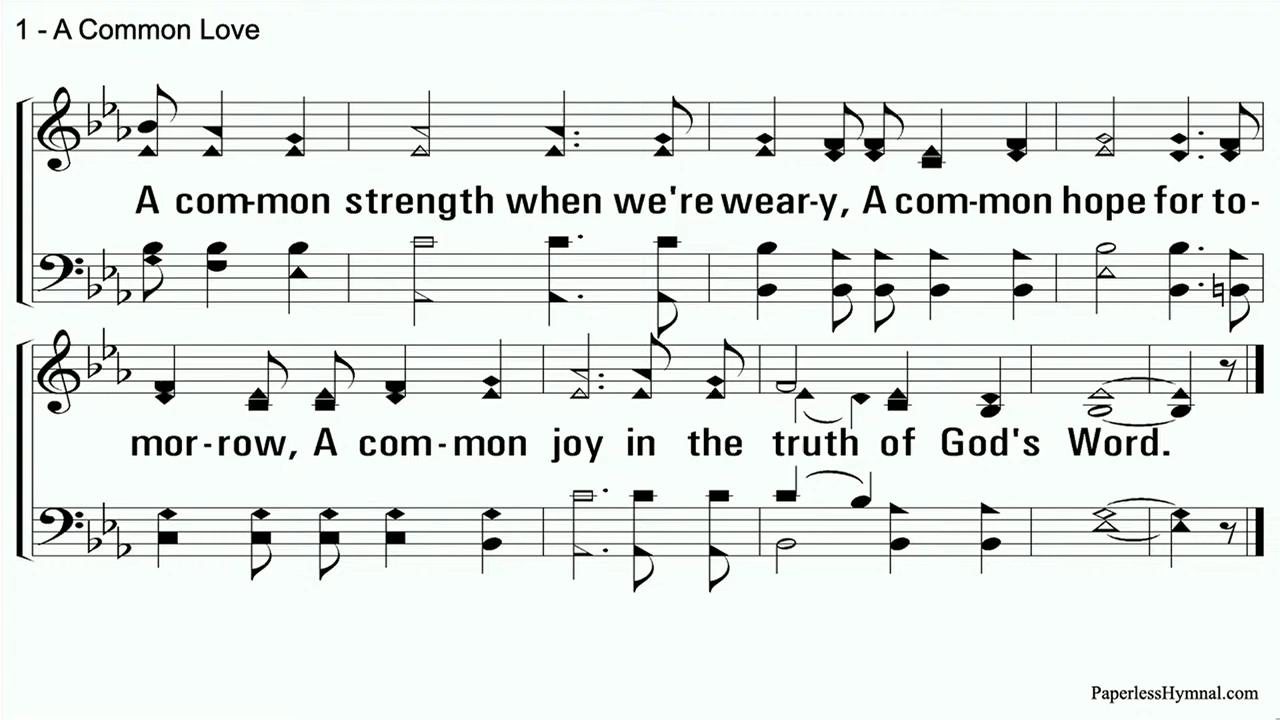 1 - A Common Love
A com-mon strength when we're wear-y, A com-mon hope for to-
mor-row, A com-mon joy in the truth of God's Word.
PaperlessHymnal.com